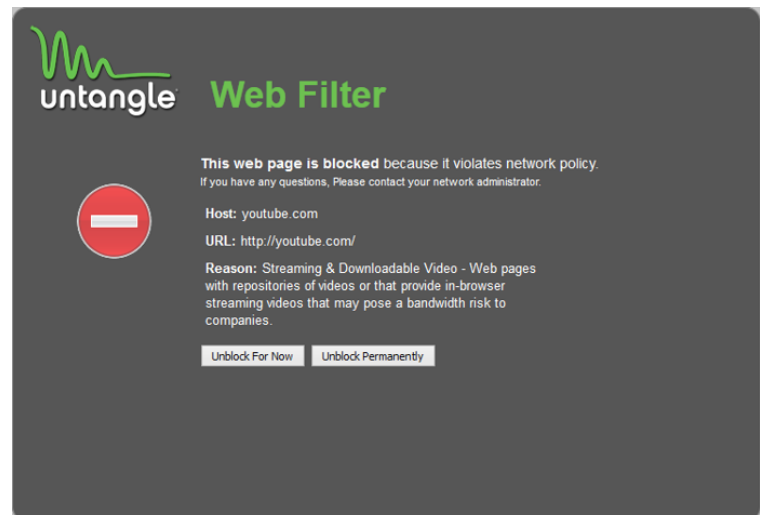 untangle
Web Filter
This web page is blocked because it violates network policy.
If you have any questions, Please contact your network administrator.
Host: youtube.com
URL: http://youtube.com/
Reason: Streaming & Downloadable Video - Web pages
with repositories of videos or that provide in-browser
streaming videos that may pose a bandwidth risk to
companies.
Unblock For Now Unblock Permanently